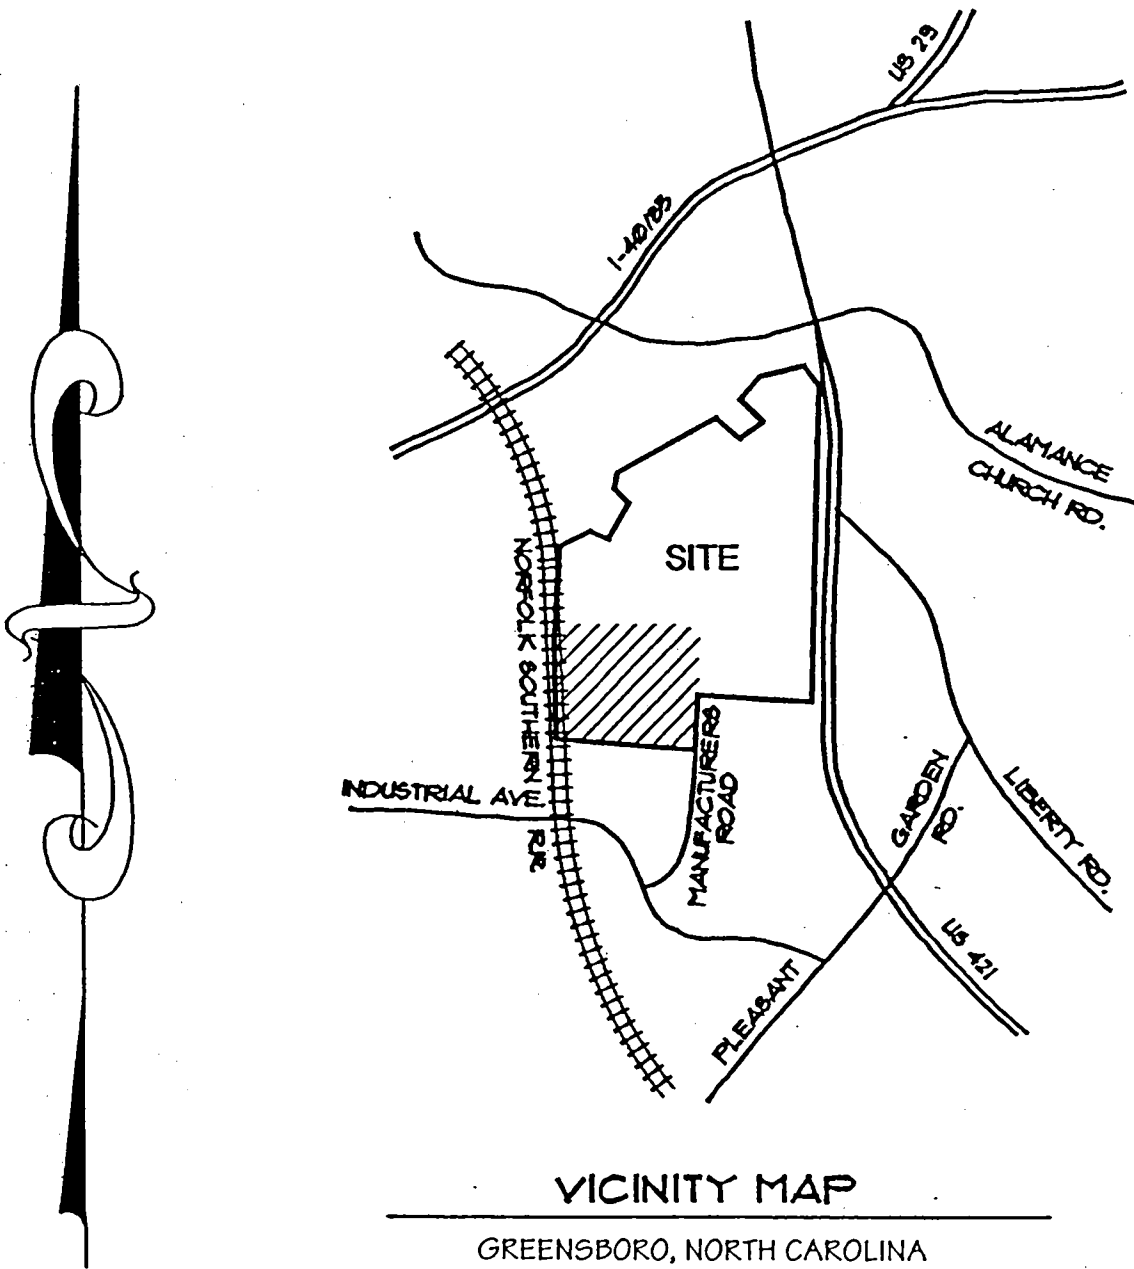 US 29
I-40/85
ALAMANCE
CHURCH RD.
SITE
NORFOLK SOUTHERN R.R.
MANUFACTURERS
ROAD
INDUSTRIAL AVE.
GARDEN
RD.
LIBERTY RD.
US 421
PLEASANT
VICINITY MAP
GREENSBORO, NORTH CAROLINA